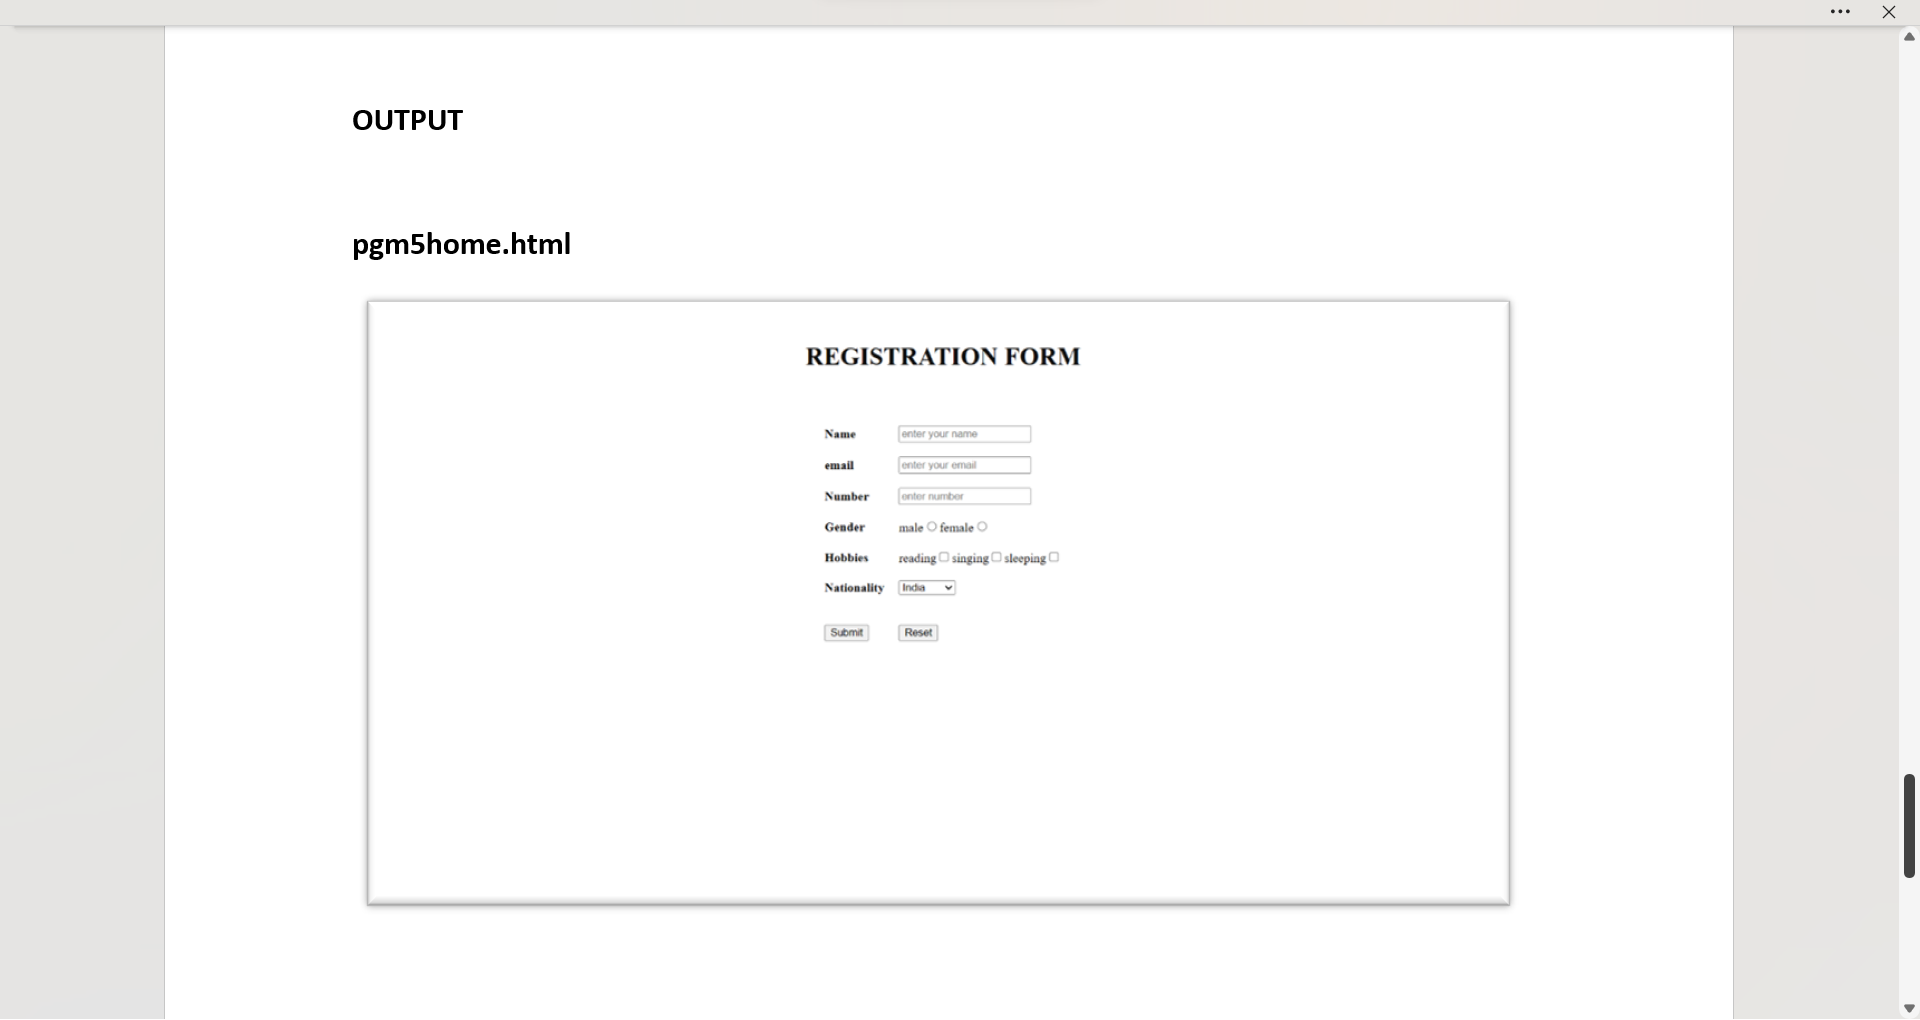 OUTPUT
pgm5home.html
REGISTRATION FORM
Name enter your name
email enter your email
Number enter number
Gender male female
Hobbies reading singing sleeping
Nationality India
Submit Reset